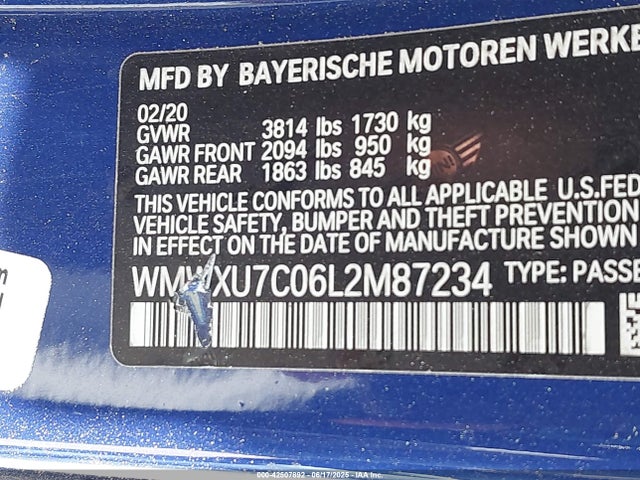 MFD BY BAYERISCHE MOTOREN WERKE
02/20
GVWR 3814 lbs 1730 kg
GAWR FRONT 2094 lbs 950 kg
GAWR REAR 1863 lbs 845 kg
THIS VEHICLE CONFORMS TO ALL APPLICABLE U.S.FED
VEHICLE SAFETY, BUMPER AND THEFT PREVENTION
IN EFFECT ON THE DATE OF MANUFACTURE SHOWN
WMWXU7C06L2M87234 TYPE: PASSE
000-42507892 - 06/17/2025 - IAA Inc.